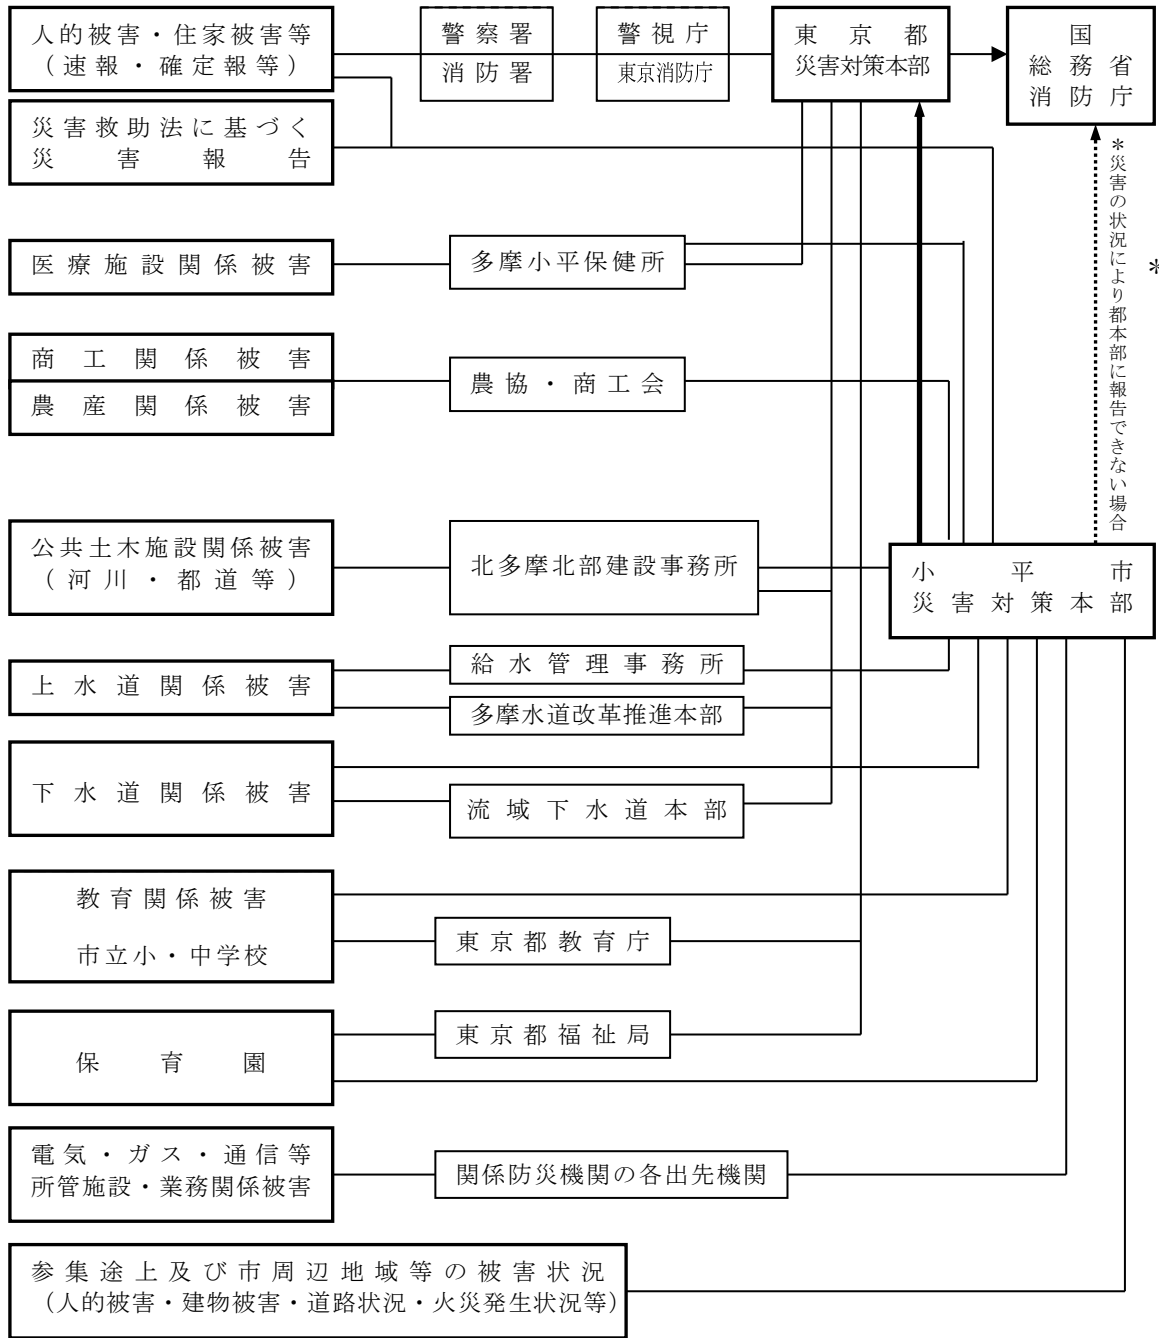 人的被害・住家被害等
（速報・確定報等）
警察署
消防署
警視庁
東京消防庁
東京都
災害対策本部
国
総務省
消防庁
災害救助法に基づく
災害報告
＊災害の状況により都本部に報告できない場合
＊
医療施設関係被害
多摩小平保健所
商工関係被害
農産関係被害
農協・商工会
公共土木施設関係被害
（河川・都道等）
北多摩北部建設事務所
小平市
災害対策本部
上水道関係被害
給水管理事務所
多摩水道改革推進本部
下水道関係被害
流域下水道本部
教育関係被害
市立小・中学校
東京都教育庁
保育園
東京都福祉局
電気・ガス・通信等
所管施設・業務関係被害
関係防災機関の各出先機関
参集途上及び市周辺地域等の被害状況
（人的被害・建物被害・道路状況・火災発生状況等）